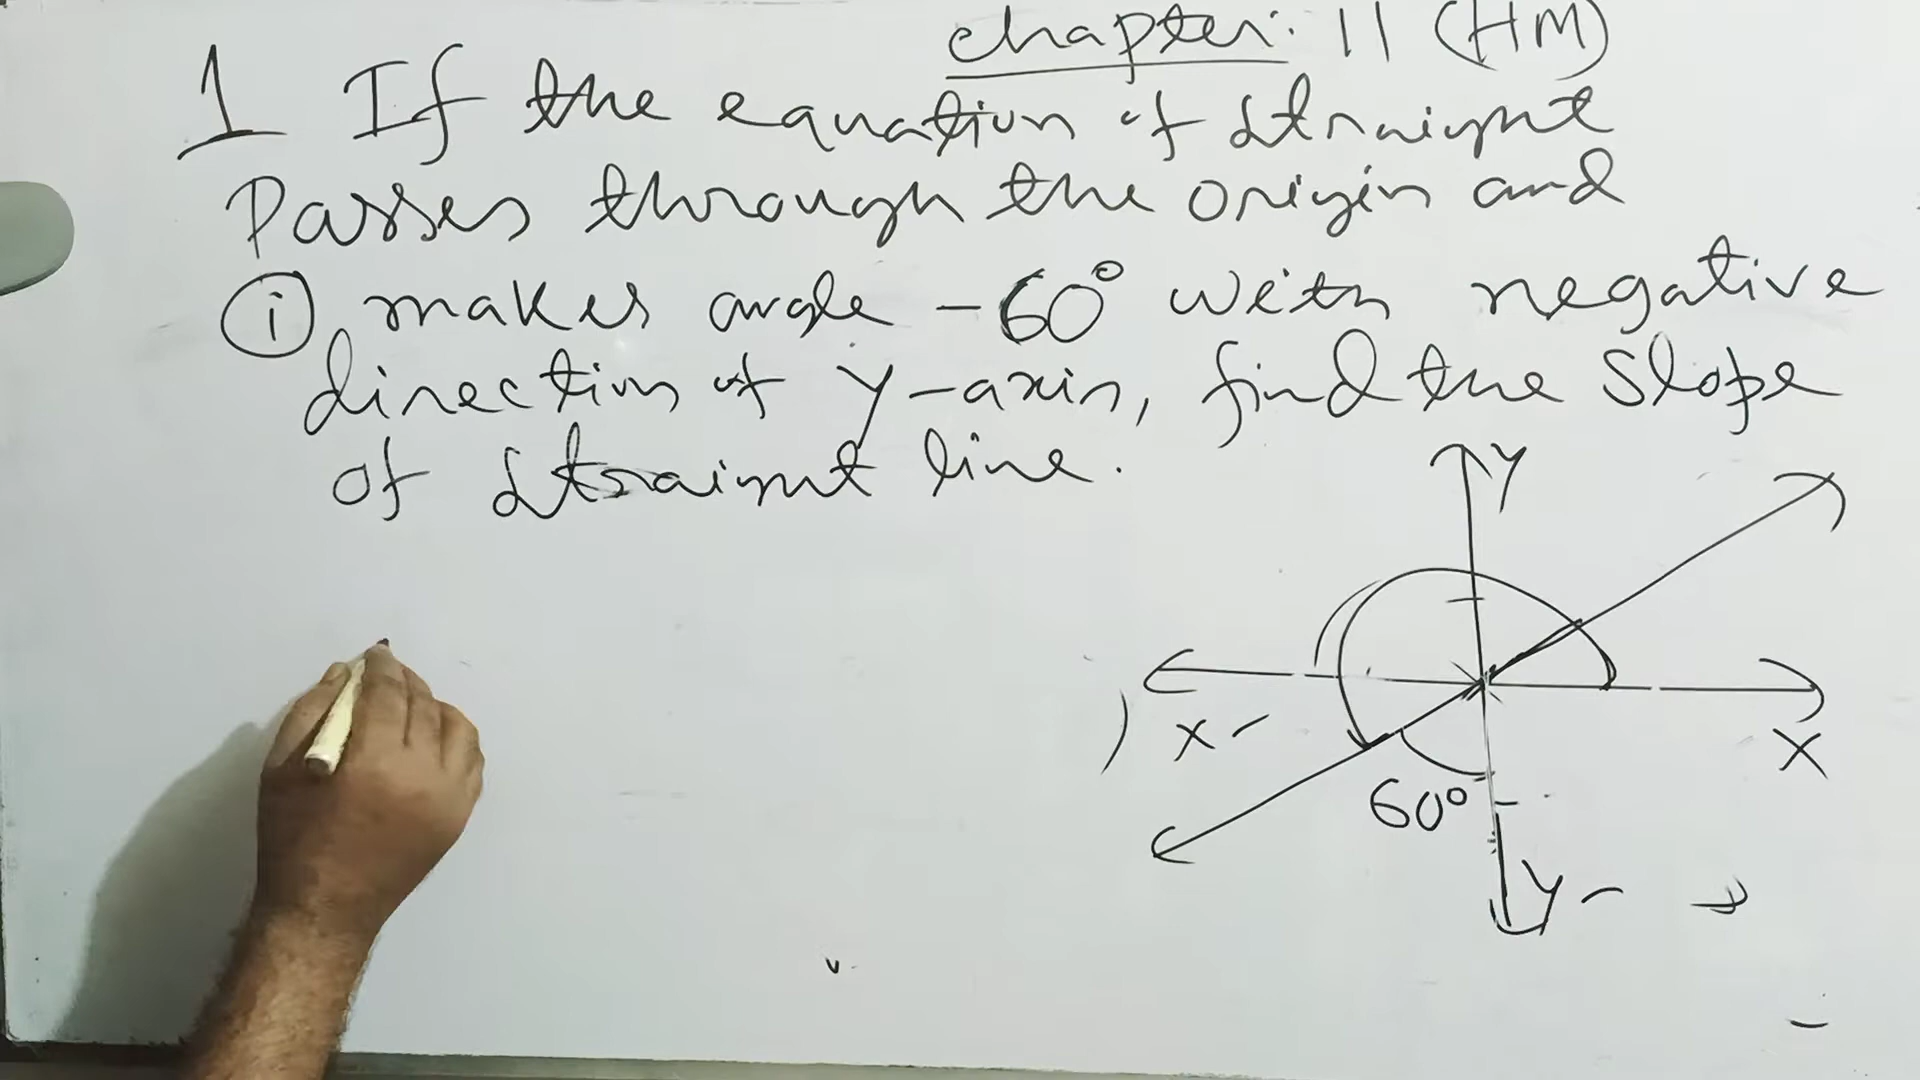 chapter: 11 (HM)
1 If the equation of straight
Passes through the origin and
i makes angle -60° with negative
direction of y-axis, find the slope
of straight line.
Y
X-
X
60°
Y-